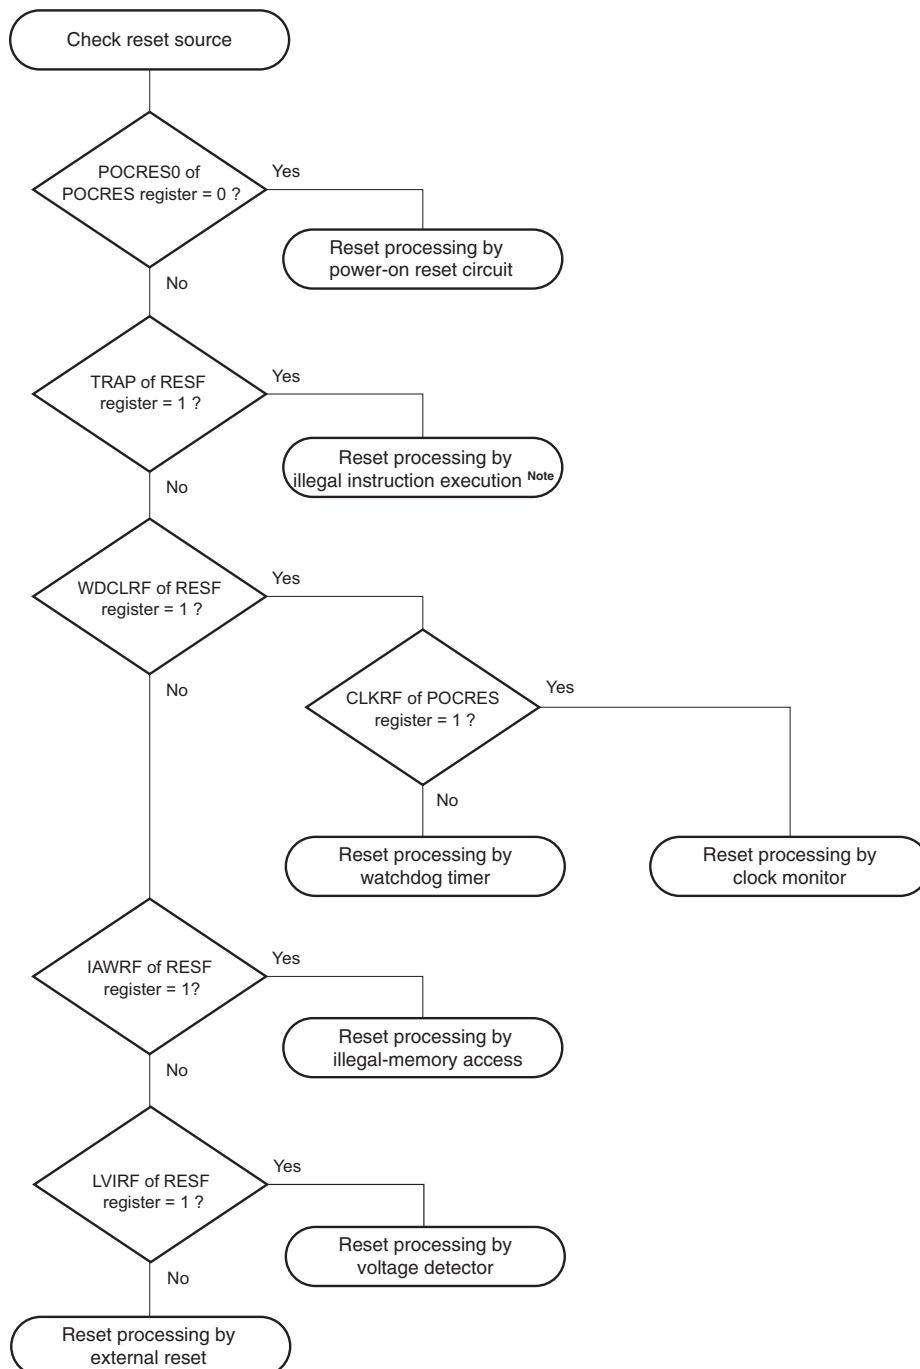 Check reset source
POCRES0 of
POCRES register = 0 ?
Yes
Reset processing by
power-on reset circuit
No
TRAP of RESF
register = 1 ?
Yes
Reset processing by
illegal instruction execution Note
No
WDCLRF of RESF
register = 1 ?
Yes
No
CLKRF of POCRES
register = 1 ?
Yes
No
Reset processing by
watchdog timer
Reset processing by
clock monitor
IAWRF of RESF
register = 1?
Yes
Reset processing by
illegal-memory access
No
LVIRF of RESF
register = 1 ?
Yes
Reset processing by
voltage detector
No
Reset processing by
external reset